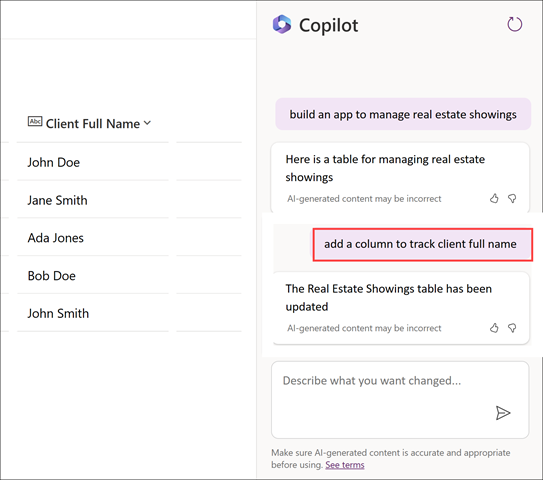 Copilot
build an app to manage real estate showings
Here is a table for managing real estate
showings
AI-generated content may be incorrect
add a column to track client full name
The Real Estate Showings table has been
updated
AI-generated content may be incorrect
Describe what you want changed...
Make sure AI-generated content is accurate and appropriate
before using. See terms
Abc Client Full Name
John Doe
Jane Smith
Ada Jones
Bob Doe
John Smith